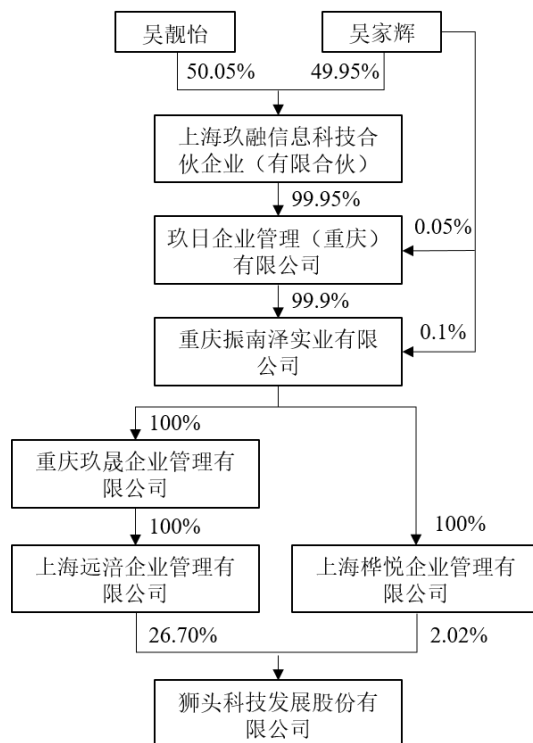 吴靓怡
吴家辉
50.05%
49.95%
上海玖融信息科技合
伙企业（有限合伙）
99.95%
玖日企业管理（重庆）
有限公司
0.05%
99.9%
重庆振南泽实业有限
公司
0.1%
100%
重庆玖晟企业管理有
限公司
100%
100%
上海远涪企业管理有
限公司
上海桦悦企业管理有
限公司
26.70%
2.02%
狮头科技发展股份有
限公司